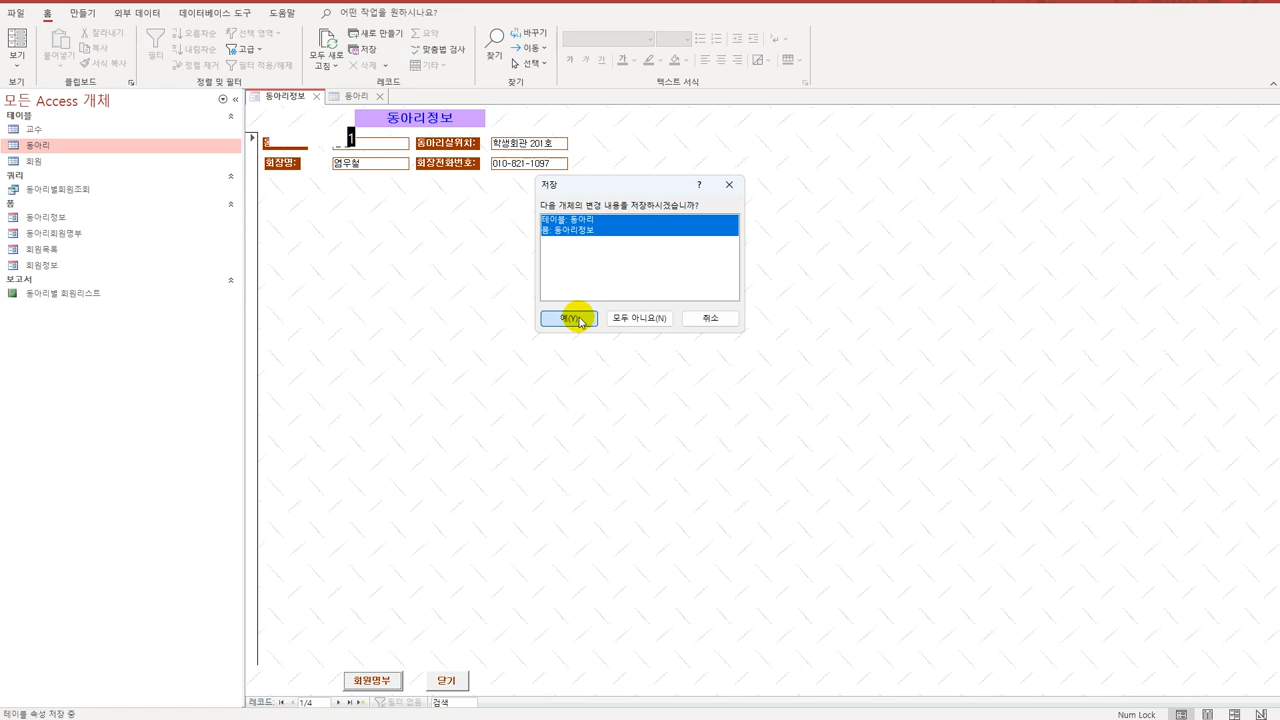 파일 홈 만들기 외부 데이터 데이터베이스 도구 도움말 어떤 작업을 원하시나요?
보기
붙여넣기
잘라내기
복사
서식 복사
클립보드
필터
오름차순
내림차순
정렬 제거
선택 영역
고급
필터 적용/해제
정렬 및 필터
모두 새로 고침
새로 만들기
저장
삭제
요약
맞춤법 검사
기타
레코드
찾기
바꾸기
이동
선택
찾기
가 가 가 가
텍스트 서식
모든 Access 개체
테이블
교수
동아리
회원
쿼리
동아리별회원조회
폼
동아리정보
동아리회원명부
회원목록
회원정보
보고서
동아리별 회원리스트
동아리정보 동아리
동아리정보
1 동아리실위치: 학생회관 201호
회장명: 염우철 회장전화번호: 010-821-1097
저장 ?
다음 개체의 변경 내용을 저장하시겠습니까?
테이블: 동아리
폼: 동아리정보
예(Y) 모두 아니요(N) 취소
회원명부 닫기
레코드: 1/4 필터 없음 검색
테이블 속성 저장 중 Num Lock